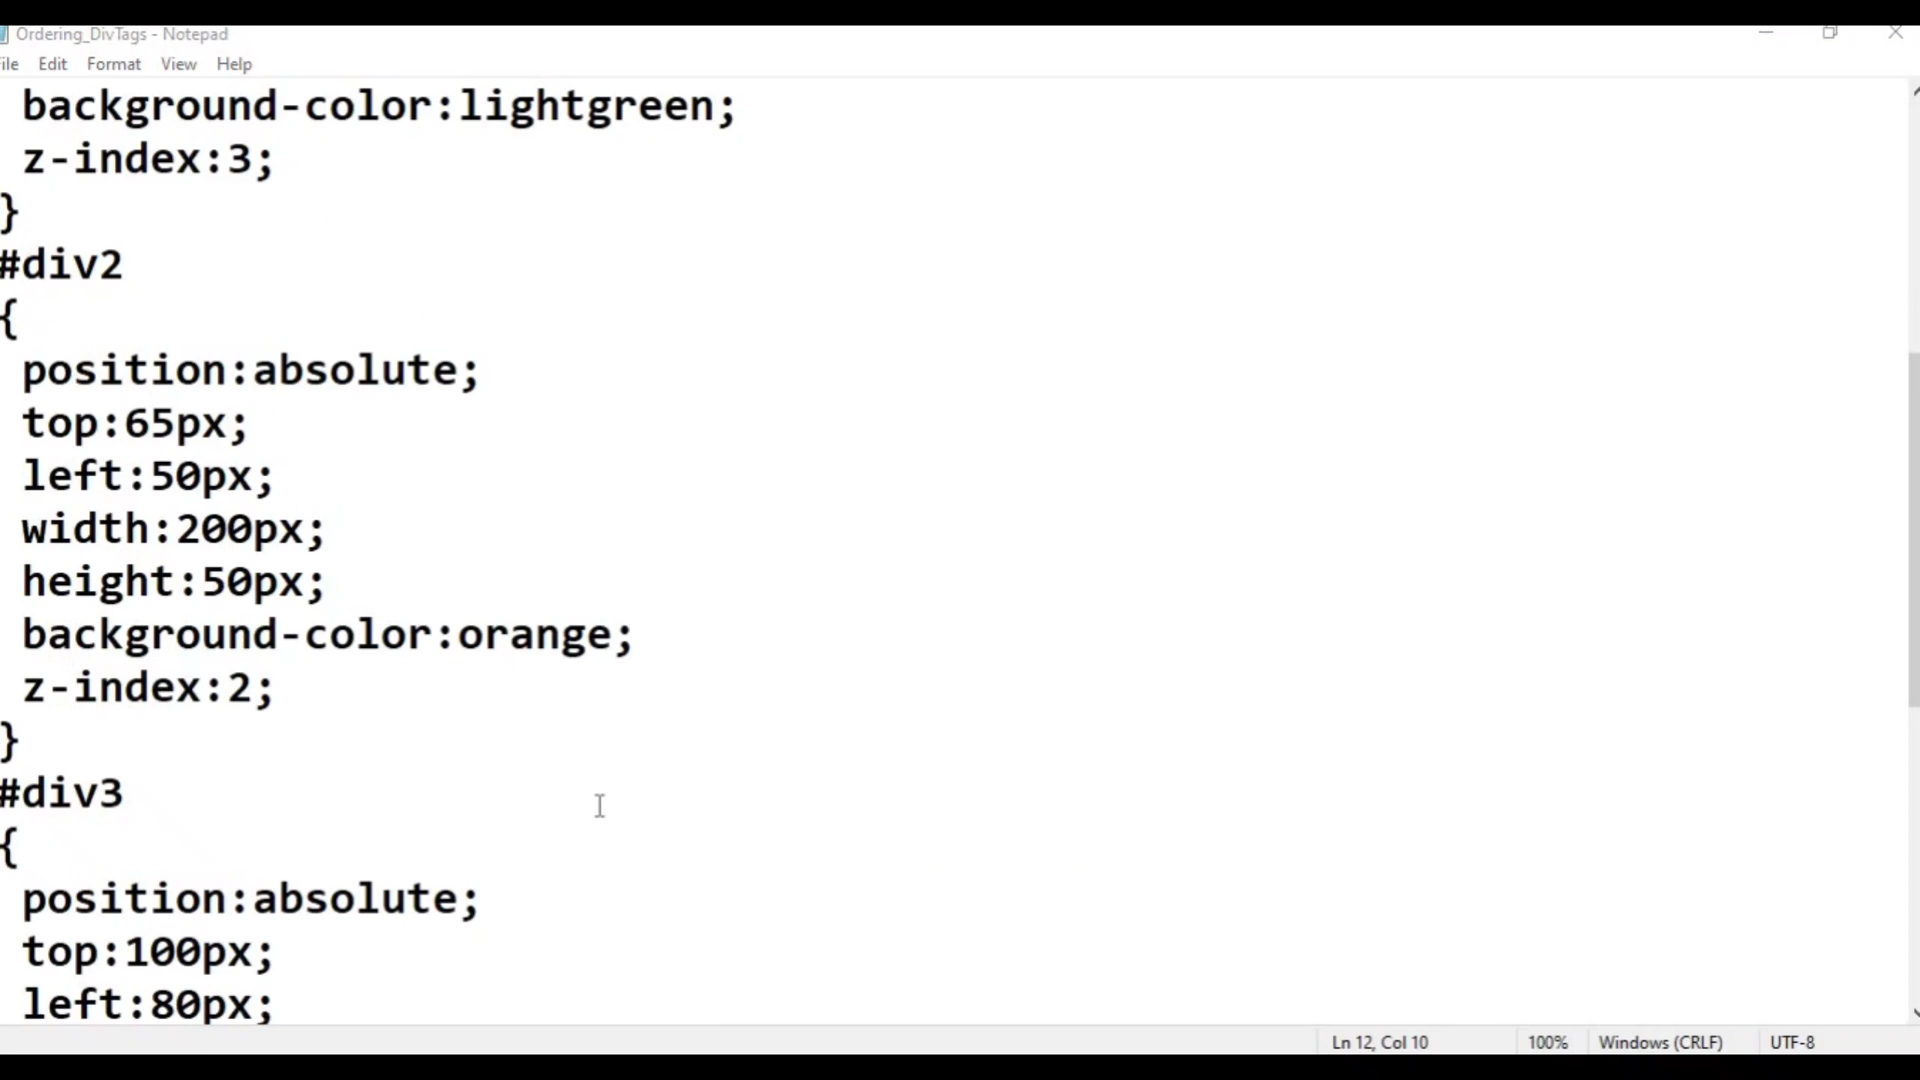 Ordering_DivTags - Notepad
ile Edit Format View Help
background-color:lightgreen;
z-index:3;
}
#div2
{
position:absolute;
top:65px;
left:50px;
width:200px;
height:50px;
background-color:orange;
z-index:2;
}
#div3
{
position:absolute;
top:100px;
left:80px;
Ln 12, Col 10 100% Windows (CRLF) UTF-8